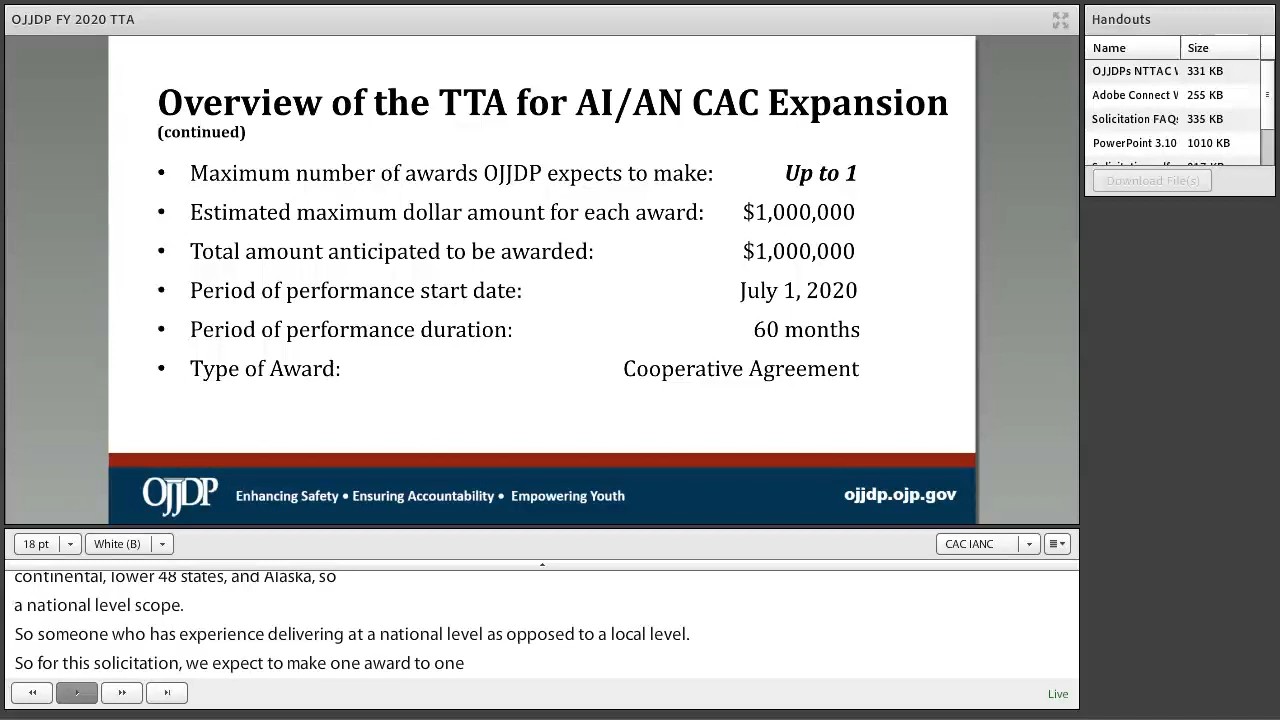 OJJDP FY 2020 TTA
Overview of the TTA for AI/AN CAC Expansion
(continued)
• Maximum number of awards OJJDP expects to make: Up to 1
• Estimated maximum dollar amount for each award: $1,000,000
• Total amount anticipated to be awarded: $1,000,000
• Period of performance start date: July 1, 2020
• Period of performance duration: 60 months
• Type of Award: Cooperative Agreement
OJJDP Enhancing Safety • Ensuring Accountability • Empowering Youth ojjdp.ojp.gov
18 pt White (B) CAC IANC
continental, lower 48 states, and Alaska, so
a national level scope.
So someone who has experience delivering at a national level as opposed to a local level.
So for this solicitation, we expect to make one award to one
Live
Handouts
Name Size
OJJDPs NTTAC 331 KB
Adobe Connect 255 KB
Solicitation FAQs 335 KB
PowerPoint 3.10 1010 KB
Download File(s)